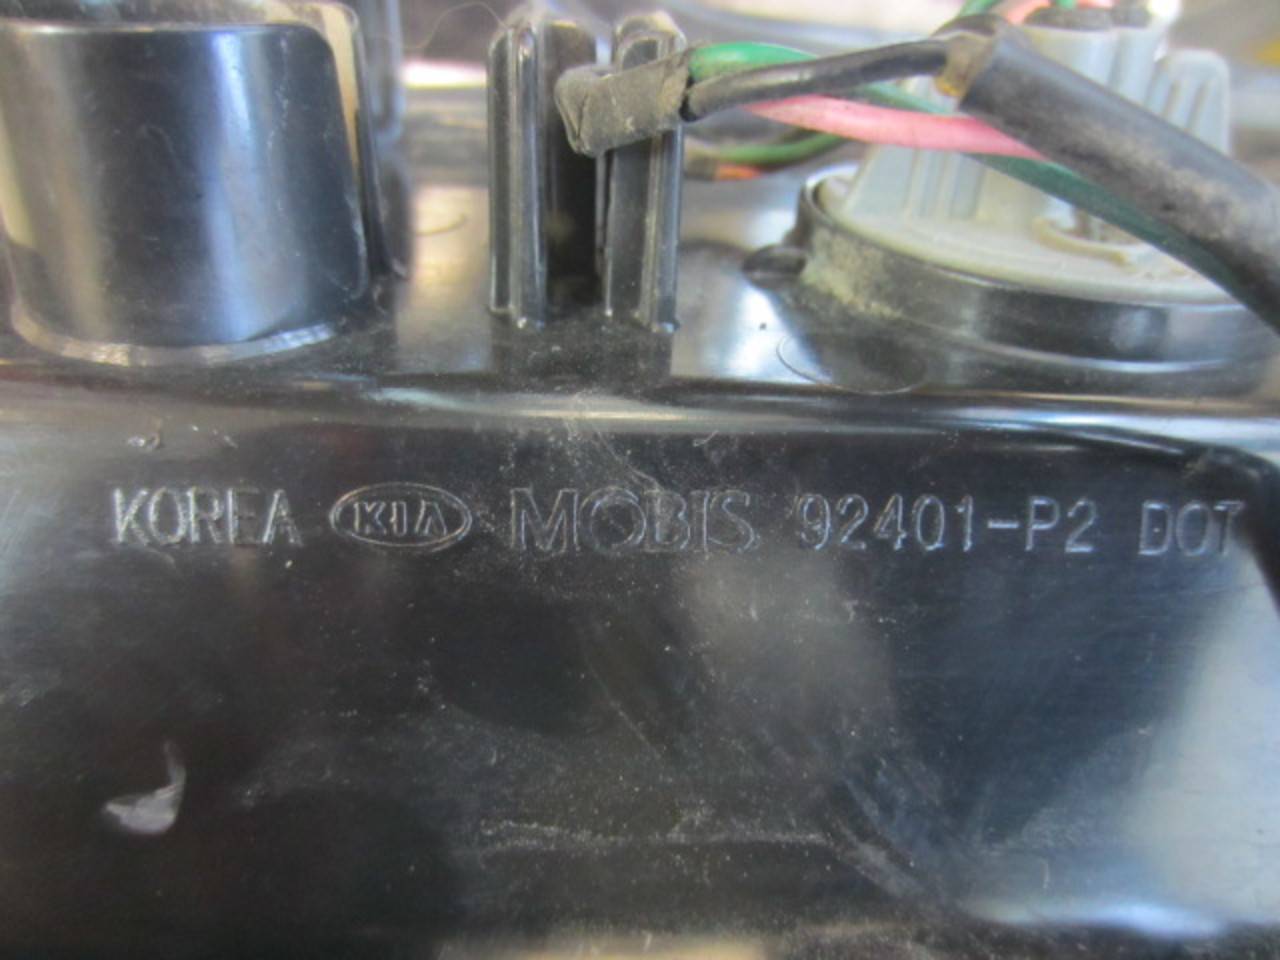 KOREA KIA MOBIS 92401-P2 DOT